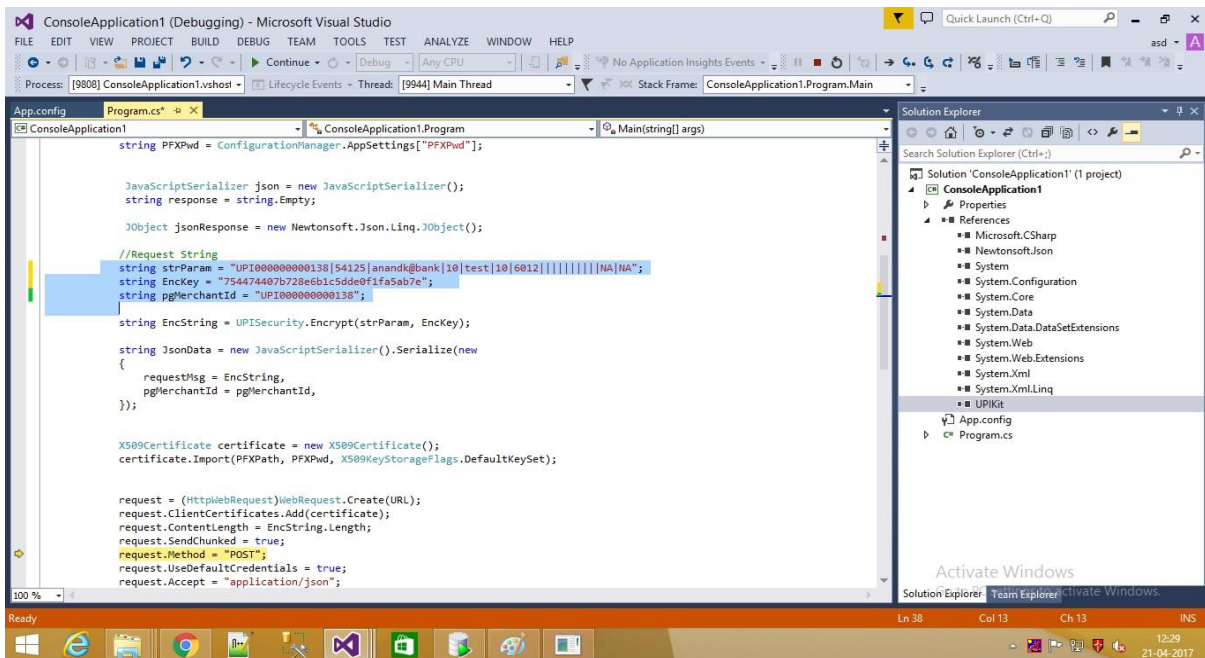 ConsoleApplication1 (Debugging) - Microsoft Visual Studio
Quick Launch (Ctrl+Q)
FILE EDIT VIEW PROJECT BUILD DEBUG TEAM TOOLS TEST ANALYZE WINDOW HELP
asd A
Continue Debug Any CPU No Application Insights Events
Process: [9808] ConsoleApplication1.vshost Lifecycle Events Thread: [9944] Main Thread Stack Frame: ConsoleApplication1.Program.Main
App.config Program.cs*
ConsoleApplication1 ConsoleApplication1.Program Main(string[] args)
string PFXPwd = ConfigurationManager.AppSettings["PFXPwd"];
JavaScriptSerializer json = new JavaScriptSerializer();
string response = string.Empty;
JObject jsonResponse = new Newtonsoft.Json.Linq.JObject();
//Request String
string strParam = "UPI000000000138|54125|anandk@bank|10|test|10|6012||||||||||NA|NA";
string EncKey = "754474407b728e6b1c5dde0f1fa5ab7e";
string pgMerchantId = "UPI000000000138";
string EncString = UPISecurity.Encrypt(strParam, EncKey);
string JsonData = new JavaScriptSerializer().Serialize(new
{
requestMsg = EncString,
pgMerchantId = pgMerchantId,
});
X509Certificate certificate = new X509Certificate();
certificate.Import(PFXPath, PFXPwd, X509KeyStorageFlags.DefaultKeySet);
request = (HttpWebRequest)WebRequest.Create(URL);
request.ClientCertificates.Add(certificate);
request.ContentLength = EncString.Length;
request.SendChunked = true;
request.Method = "POST";
request.UseDefaultCredentials = true;
request.Accept = "application/json";
100 %
Solution Explorer
Search Solution Explorer (Ctrl+;)
Solution 'ConsoleApplication1' (1 project)
C# ConsoleApplication1
Properties
References
Microsoft.CSharp
Newtonsoft.Json
System
System.Configuration
System.Core
System.Data
System.Data.DataSetExtensions
System.Web
System.Web.Extensions
System.Xml
System.Xml.Linq
UPIKit
App.config
C# Program.cs
Activate Windows
Solution Explorer Team Explorer activate Windows.
Ready Ln 38 Col 13 Ch 13 INS
12:29
21-04-2017